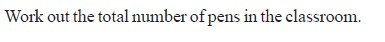 Work out the total number of pens in the classroom.